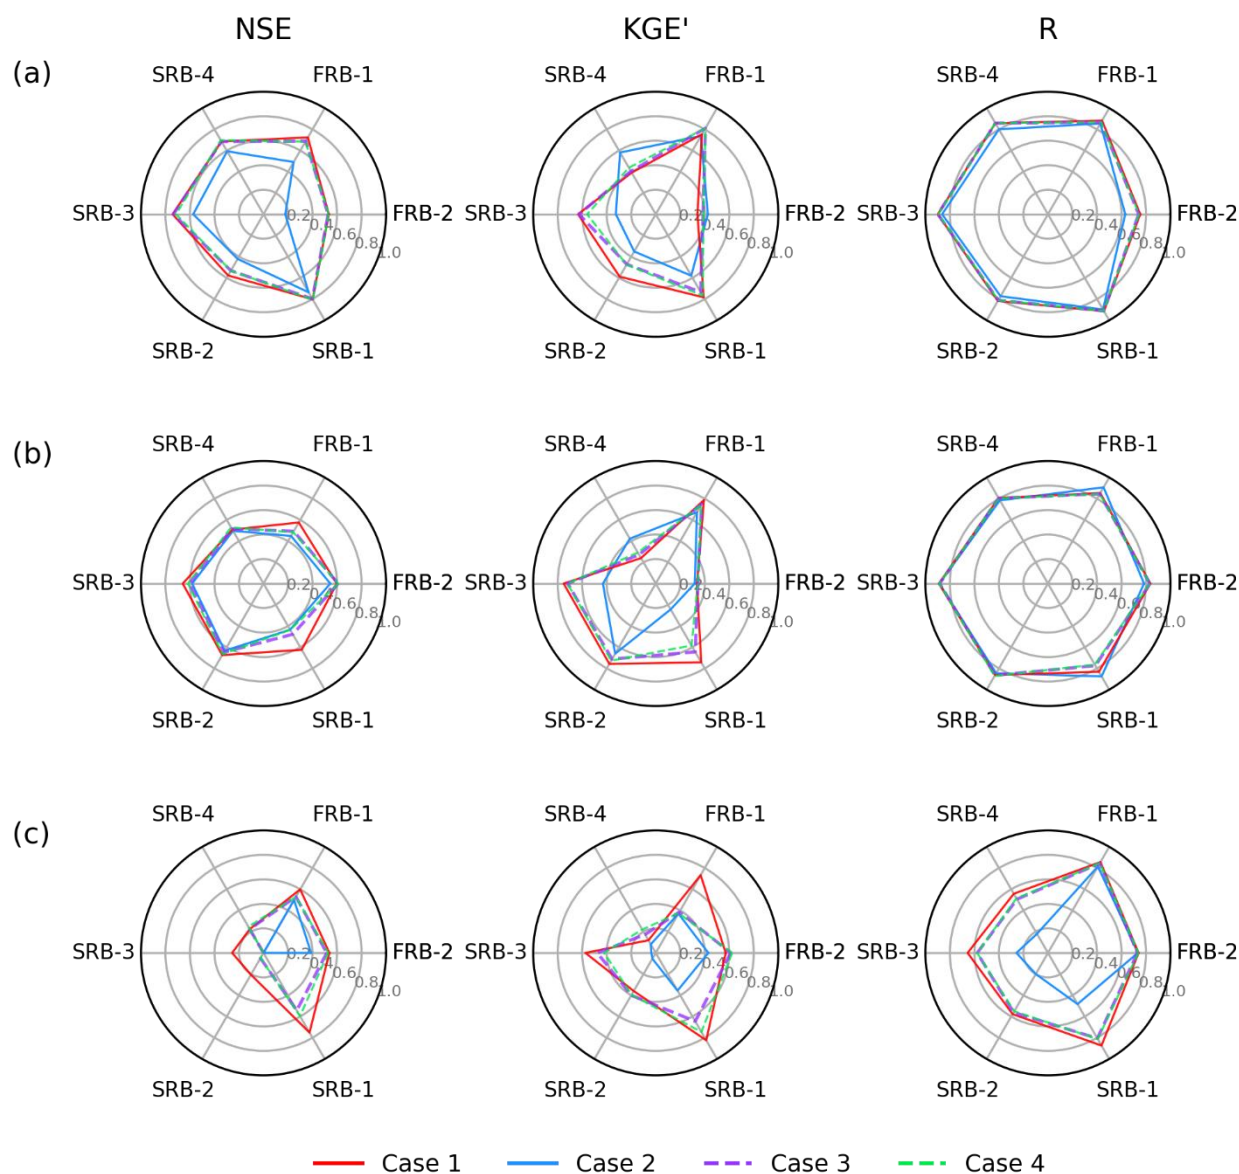 NSE KGE' R
(a)
SRB-4 FRB-1 SRB-4 FRB-1 SRB-4 FRB-1
SRB-3 0.2 0.4 0.6 0.8 1.0 FRB-2 SRB-3 0.2 0.4 0.6 0.8 1.0 FRB-2 SRB-3 0.2 0.4 0.6 0.8 1.0 FRB-2
SRB-2 SRB-1 SRB-2 SRB-1 SRB-2 SRB-1
(b)
SRB-4 FRB-1 SRB-4 FRB-1 SRB-4 FRB-1
SRB-3 0.2 0.4 0.6 0.8 1.0 FRB-2 SRB-3 0.2 0.4 0.6 0.8 1.0 FRB-2 SRB-3 0.2 0.4 0.6 0.8 1.0 FRB-2
SRB-2 SRB-1 SRB-2 SRB-1 SRB-2 SRB-1
(c)
SRB-4 FRB-1 SRB-4 FRB-1 SRB-4 FRB-1
SRB-3 0.2 0.4 0.6 0.8 1.0 FRB-2 SRB-3 0.2 0.4 0.6 0.8 1.0 FRB-2 SRB-3 0.2 0.4 0.6 0.8 1.0 FRB-2
SRB-2 SRB-1 SRB-2 SRB-1 SRB-2 SRB-1
Case 1 Case 2 Case 3 Case 4